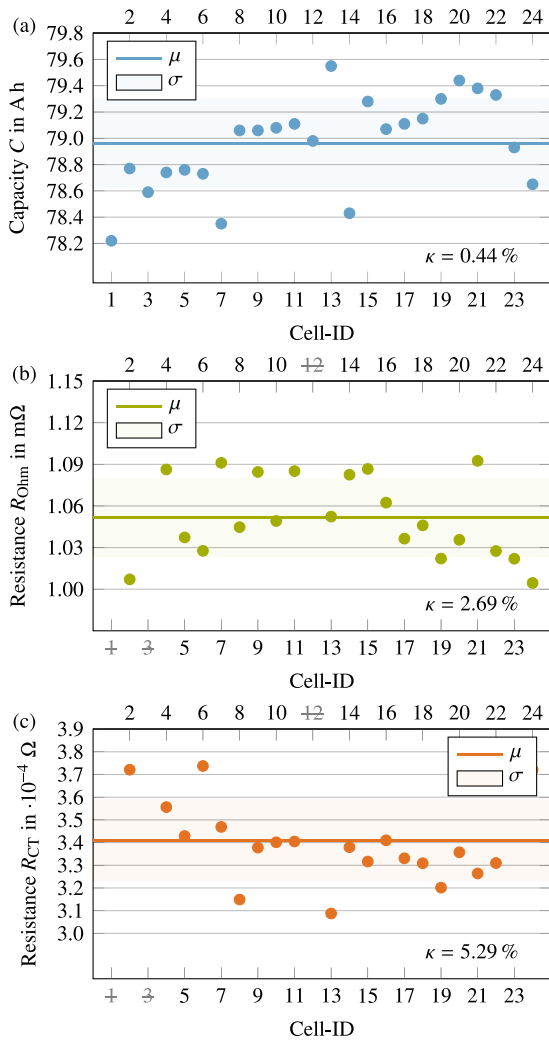 (a)
2 4 6 8 10 12 14 16 18 20 22 24
79.8
79.4
79.2
79.0
78.8
78.6
78.4
78.2
Capacity C in A h
μ
σ
κ = 0.44 %
1 3 5 7 9 11 13 15 17 19 21 23
Cell-ID
(b)
2 4 6 8 10 12 14 16 18 20 22 24
1.15
1.09
1.06
1.03
1.00
Resistance R_Ohm in mΩ
μ
σ
κ = 2.69 %
1 3 5 7 9 11 13 15 17 19 21 23
Cell-ID
(c)
2 4 6 8 10 12 14 16 18 20 22 24
3.9
3.8
3.7
3.6
3.5
3.4
3.3
3.2
3.1
3.0
Resistance R_CT in ·10⁻⁴ Ω
μ
σ
κ = 5.29 %
1 3 5 7 9 11 13 15 17 19 21 23
Cell-ID